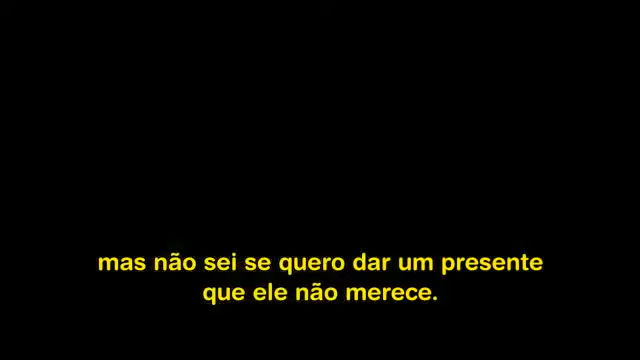 mas não sei se quero dar um presente
que ele não merece.